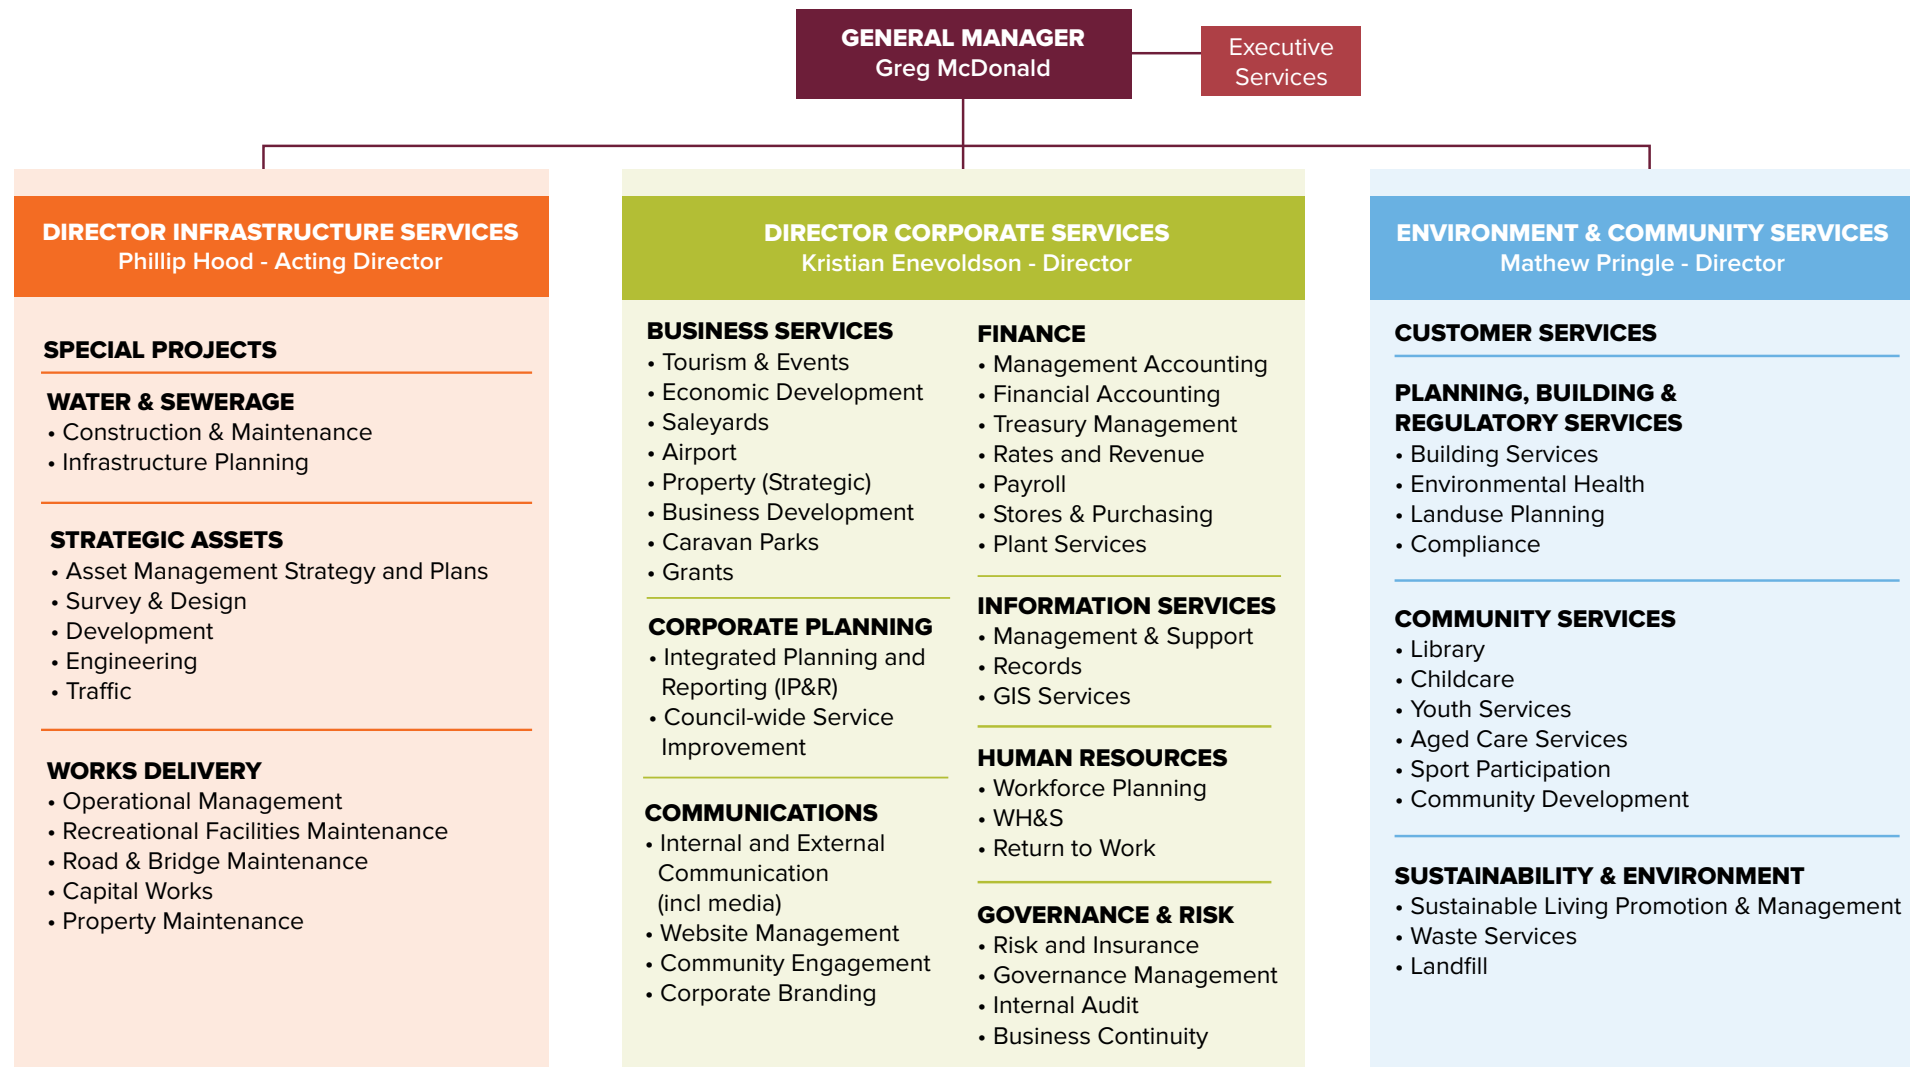 GENERAL MANAGER
Greg McDonald
Executive
Services
DIRECTOR INFRASTRUCTURE SERVICES
Phillip Hood - Acting Director
SPECIAL PROJECTS
WATER & SEWERAGE
• Construction & Maintenance
• Infrastructure Planning
STRATEGIC ASSETS
• Asset Management Strategy and Plans
• Survey & Design
• Development
• Engineering
• Traffic
WORKS DELIVERY
• Operational Management
• Recreational Facilities Maintenance
• Road & Bridge Maintenance
• Capital Works
• Property Maintenance
DIRECTOR CORPORATE SERVICES
Kristian Enevoldson - Director
BUSINESS SERVICES
• Tourism & Events
• Economic Development
• Saleyards
• Airport
• Property (Strategic)
• Business Development
• Caravan Parks
• Grants
CORPORATE PLANNING
• Integrated Planning and
Reporting (IP&R)
• Council-wide Service
Improvement
COMMUNICATIONS
• Internal and External
Communication
(incl media)
• Website Management
• Community Engagement
• Corporate Branding
FINANCE
• Management Accounting
• Financial Accounting
• Treasury Management
• Rates and Revenue
• Payroll
• Stores & Purchasing
• Plant Services
INFORMATION SERVICES
• Management & Support
• Records
• GIS Services
HUMAN RESOURCES
• Workforce Planning
• WH&S
• Return to Work
GOVERNANCE & RISK
• Risk and Insurance
• Governance Management
• Internal Audit
• Business Continuity
ENVIRONMENT & COMMUNITY SERVICES
Mathew Pringle - Director
CUSTOMER SERVICES
PLANNING, BUILDING &
REGULATORY SERVICES
• Building Services
• Environmental Health
• Landuse Planning
• Compliance
COMMUNITY SERVICES
• Library
• Childcare
• Youth Services
• Aged Care Services
• Sport Participation
• Community Development
SUSTAINABILITY & ENVIRONMENT
• Sustainable Living Promotion & Management
• Waste Services
• Landfill